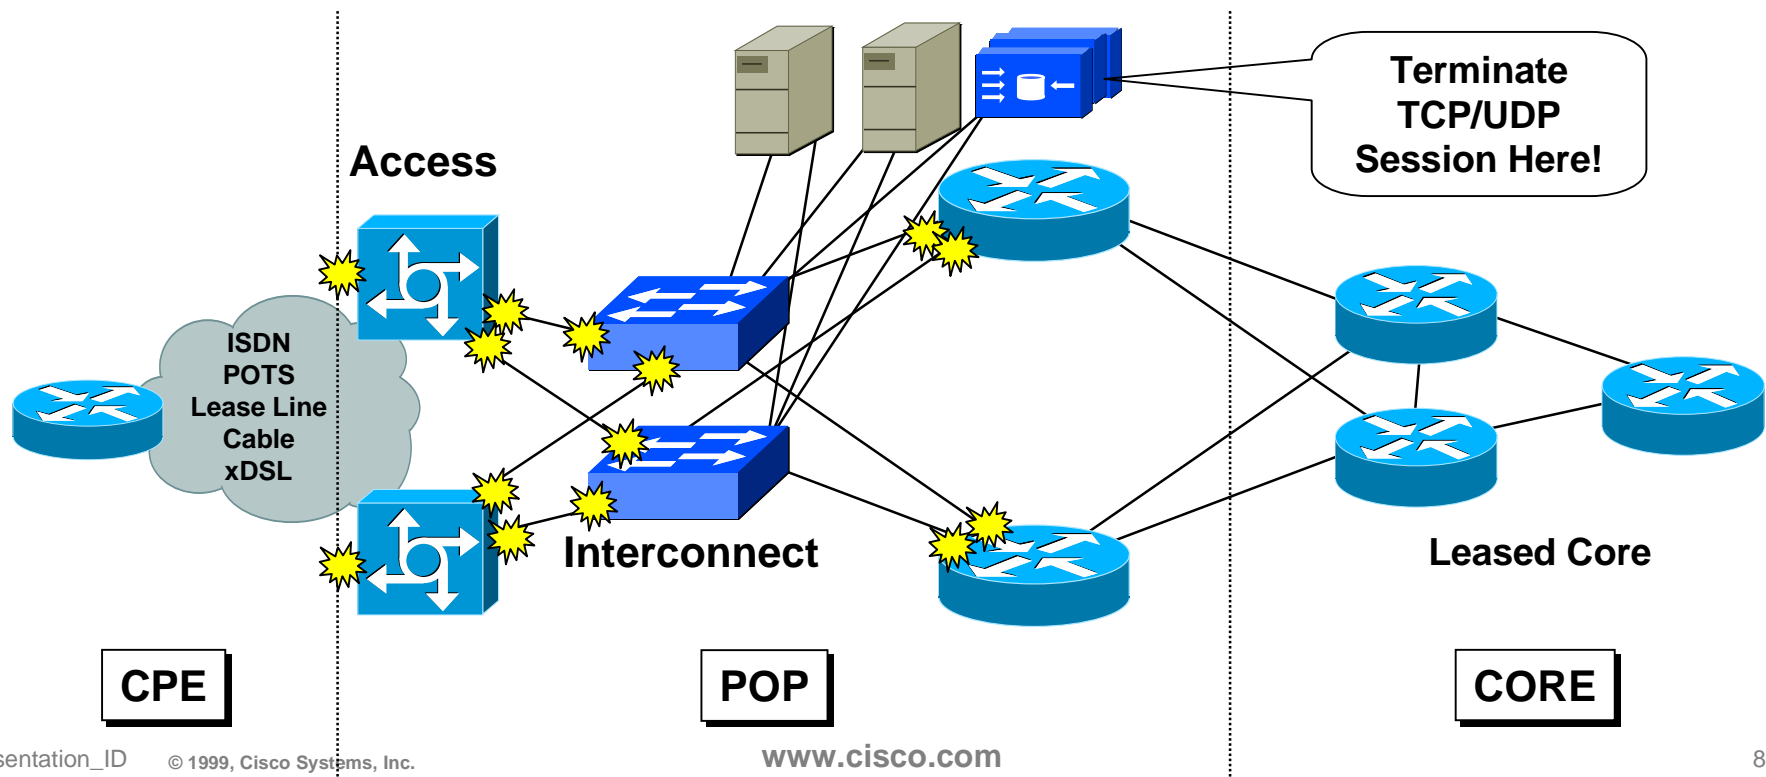 Terminate
TCP/UDP
Session Here!
Access
ISDN
POTS
Lease Line
Cable
xDSL
Interconnect
Leased Core
CPE
POP
CORE
sentation_ID
© 1999, Cisco Systems, Inc.
www.cisco.com
8